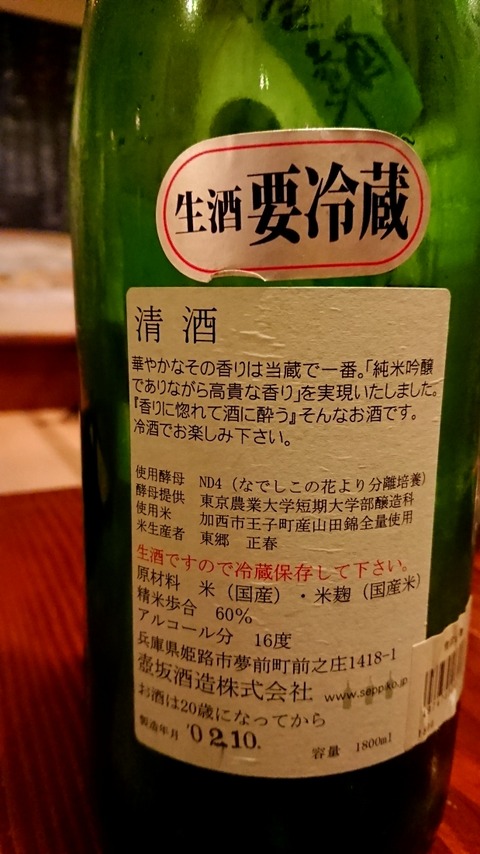 生酒 要冷蔵
清 酒
華やかなその香りは当蔵で一番。「純米吟醸
でありながら高貴な香り」を実現いたしました。
『香りに惚れて酒に酔う』そんなお酒です。
冷酒でお楽しみ下さい。
使用酵母 ND4（なでしこの花より分離培養）
酵母提供 東京農業大学短期大学部醸造科
使用米 加西市王子町産山田錦全量使用
米生産者 東郷 正春
生酒ですので冷蔵保存して下さい。
原材料 米（国産）・米麹（国産米）
精米歩合 60%
アルコール分 16度
兵庫県姫路市夢前町前之庄1418-1
壺坂酒造株式会社 www.seppiko.jp
お酒は20歳になってから
製造年月 '02.10.
容量 1800ml